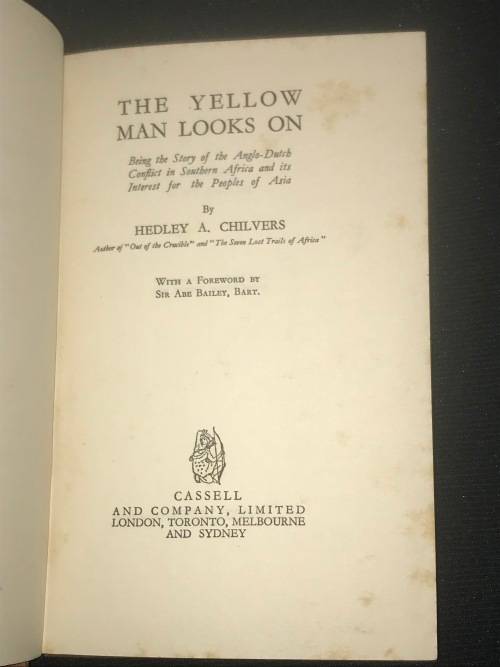 THE YELLOW
MAN LOOKS ON
Being the Story of the Anglo-Dutch
Conflict in Southern Africa and its
Interest for the Peoples of Asia
By
HEDLEY A. CHILVERS
Author of "Out of the Crucible" and "The Seven Lost Trails of Africa"
WITH A FOREWORD BY
SIR ABE BAILEY, BART.
CASSELL
AND COMPANY, LIMITED
LONDON, TORONTO, MELBOURNE
AND SYDNEY